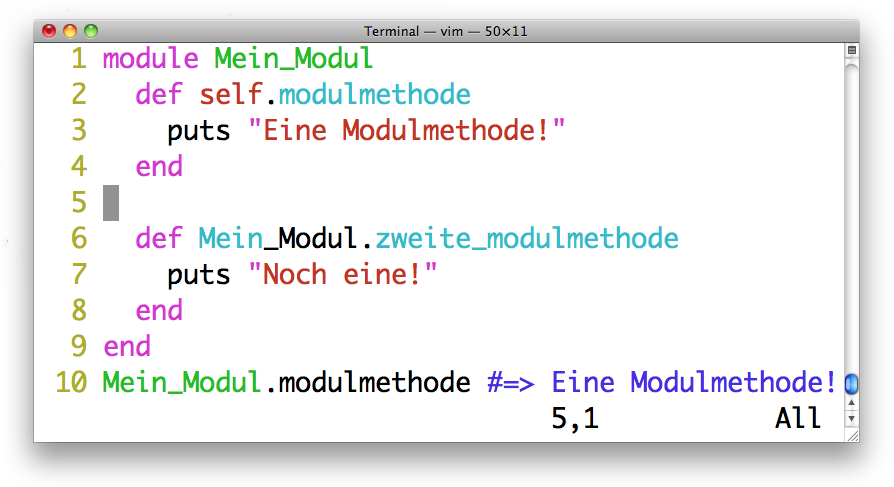 Terminal — vim — 50×11
1 module Mein_Modul
2   def self.modulmethode
3     puts "Eine Modulmethode!"
4   end
5
6   def Mein_Modul.zweite_modulmethode
7     puts "Noch eine!"
8   end
9 end
10 Mein_Modul.modulmethode #=> Eine Modulmethode!
5,1 All